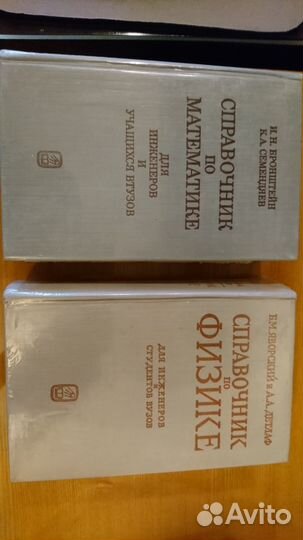 И. Н. БРОНШТЕЙН
К. А. СЕМЕНДЯЕВ
СПРАВОЧНИК
ПО
МАТЕМАТИКЕ
ДЛЯ
ИНЖЕНЕРОВ
И
УЧАЩИХСЯ ВТУЗОВ
Б.М.ЯВОРСКИЙ И А.А.ДЕТЛАФ
СПРАВОЧНИК
ПО
ФИЗИКЕ
ДЛЯ ИНЖЕНЕРОВ
И
СТУДЕНТОВ ВУЗОВ
Avito